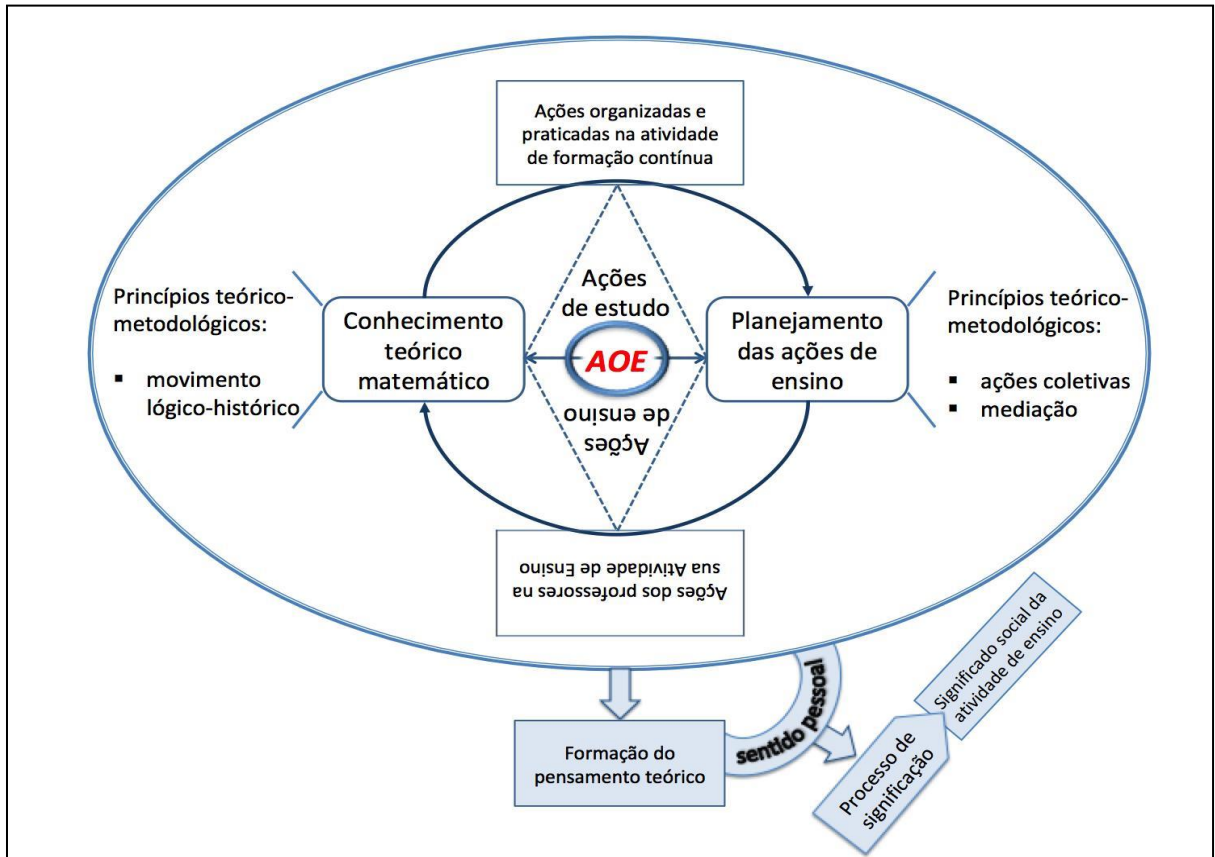 Ações organizadas e
praticadas na atividade
de formação contínua
Princípios teórico-
metodológicos:
▪ movimento
lógico-histórico
Conhecimento
teórico
matemático
Ações
de estudo
AOE
Ações
de ensino
Planejamento
das ações de
ensino
Princípios teórico-
metodológicos:
▪ ações coletivas
▪ mediação
Ações dos professores na
sua Atividade de Ensino
Formação do
pensamento teórico
sentido pessoal
Processo de
significação
Significado social da
atividade de ensino